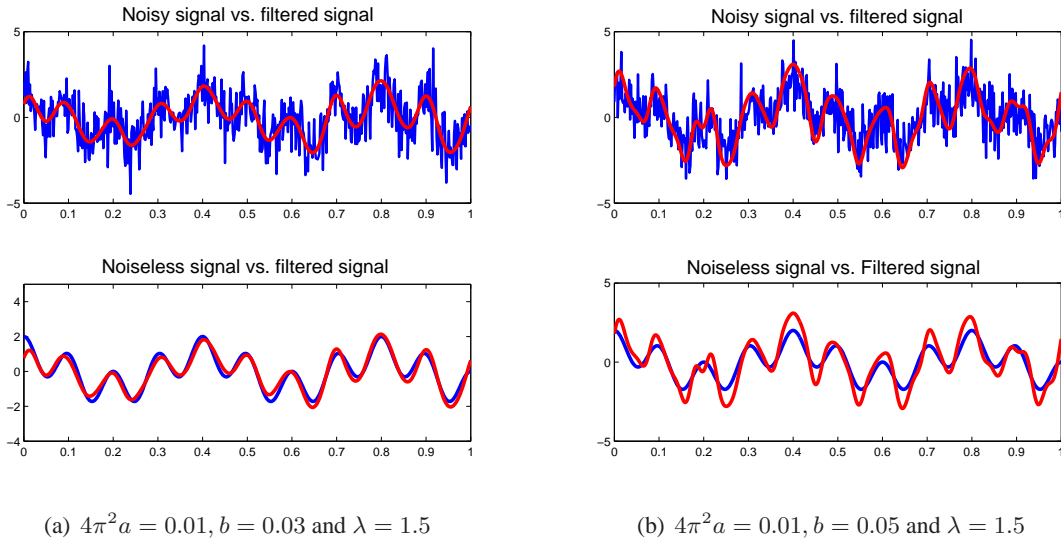 Noisy signal vs. filtered signal
5
0
−5
0 0.1 0.2 0.3 0.4 0.5 0.6 0.7 0.8 0.9 1
Noiseless signal vs. filtered signal
4
2
0
−2
−4
0 0.1 0.2 0.3 0.4 0.5 0.6 0.7 0.8 0.9 1
(a) 4π²a = 0.01, b = 0.03 and λ = 1.5
Noisy signal vs. filtered signal
5
0
−5
0 0.1 0.2 0.3 0.4 0.5 0.6 0.7 0.8 0.9 1
Noiseless signal vs. Filtered signal
5
0
−5
0 0.1 0.2 0.3 0.4 0.5 0.6 0.7 0.8 0.9 1
(b) 4π²a = 0.01, b = 0.05 and λ = 1.5